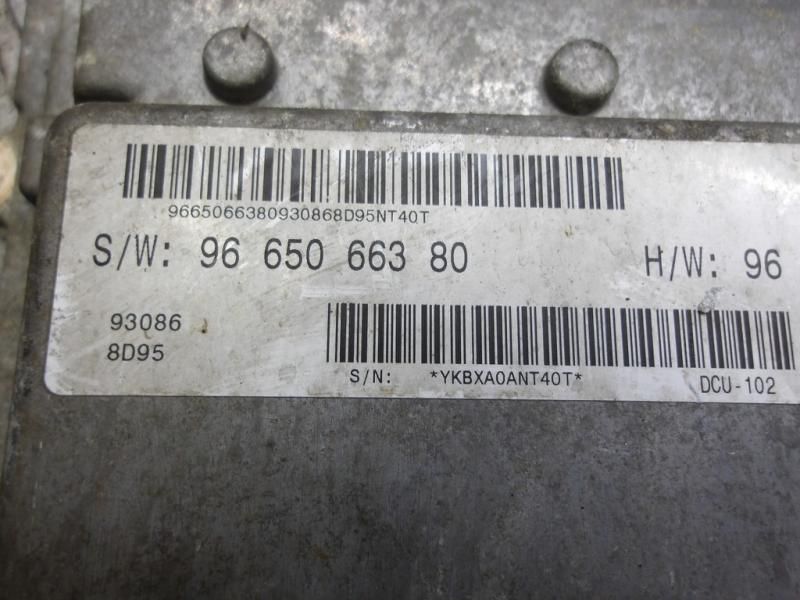 9665066380930868D95NT40T
S/W: 96 650 663 80 H/W: 96
93086
8D95
S/N: *YKBXA0ANT40T* DCU-102